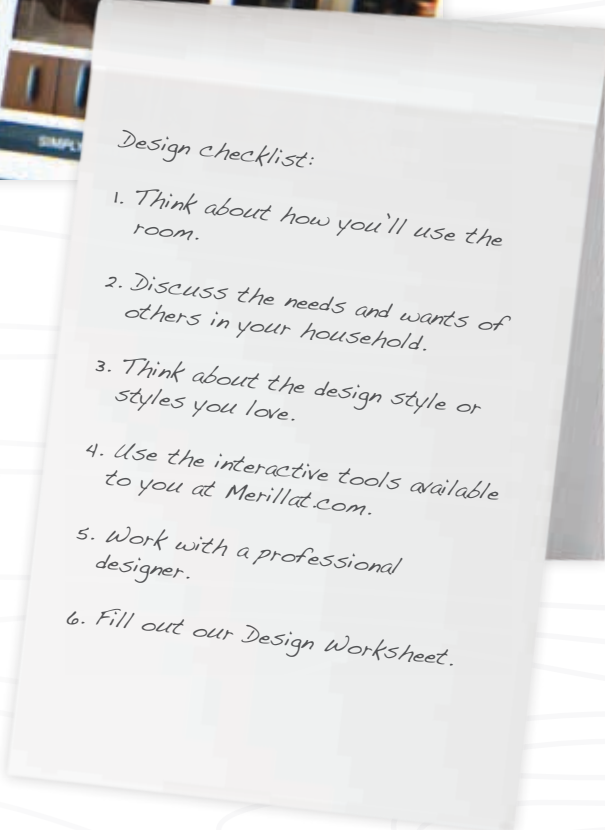 SIMPLY
Design checklist:
1. Think about how you'll use the
room.
2. Discuss the needs and wants of
others in your household.
3. Think about the design style or
styles you love.
4. Use the interactive tools available
to you at Merillat.com.
5. Work with a professional
designer.
6. Fill out our Design Worksheet.